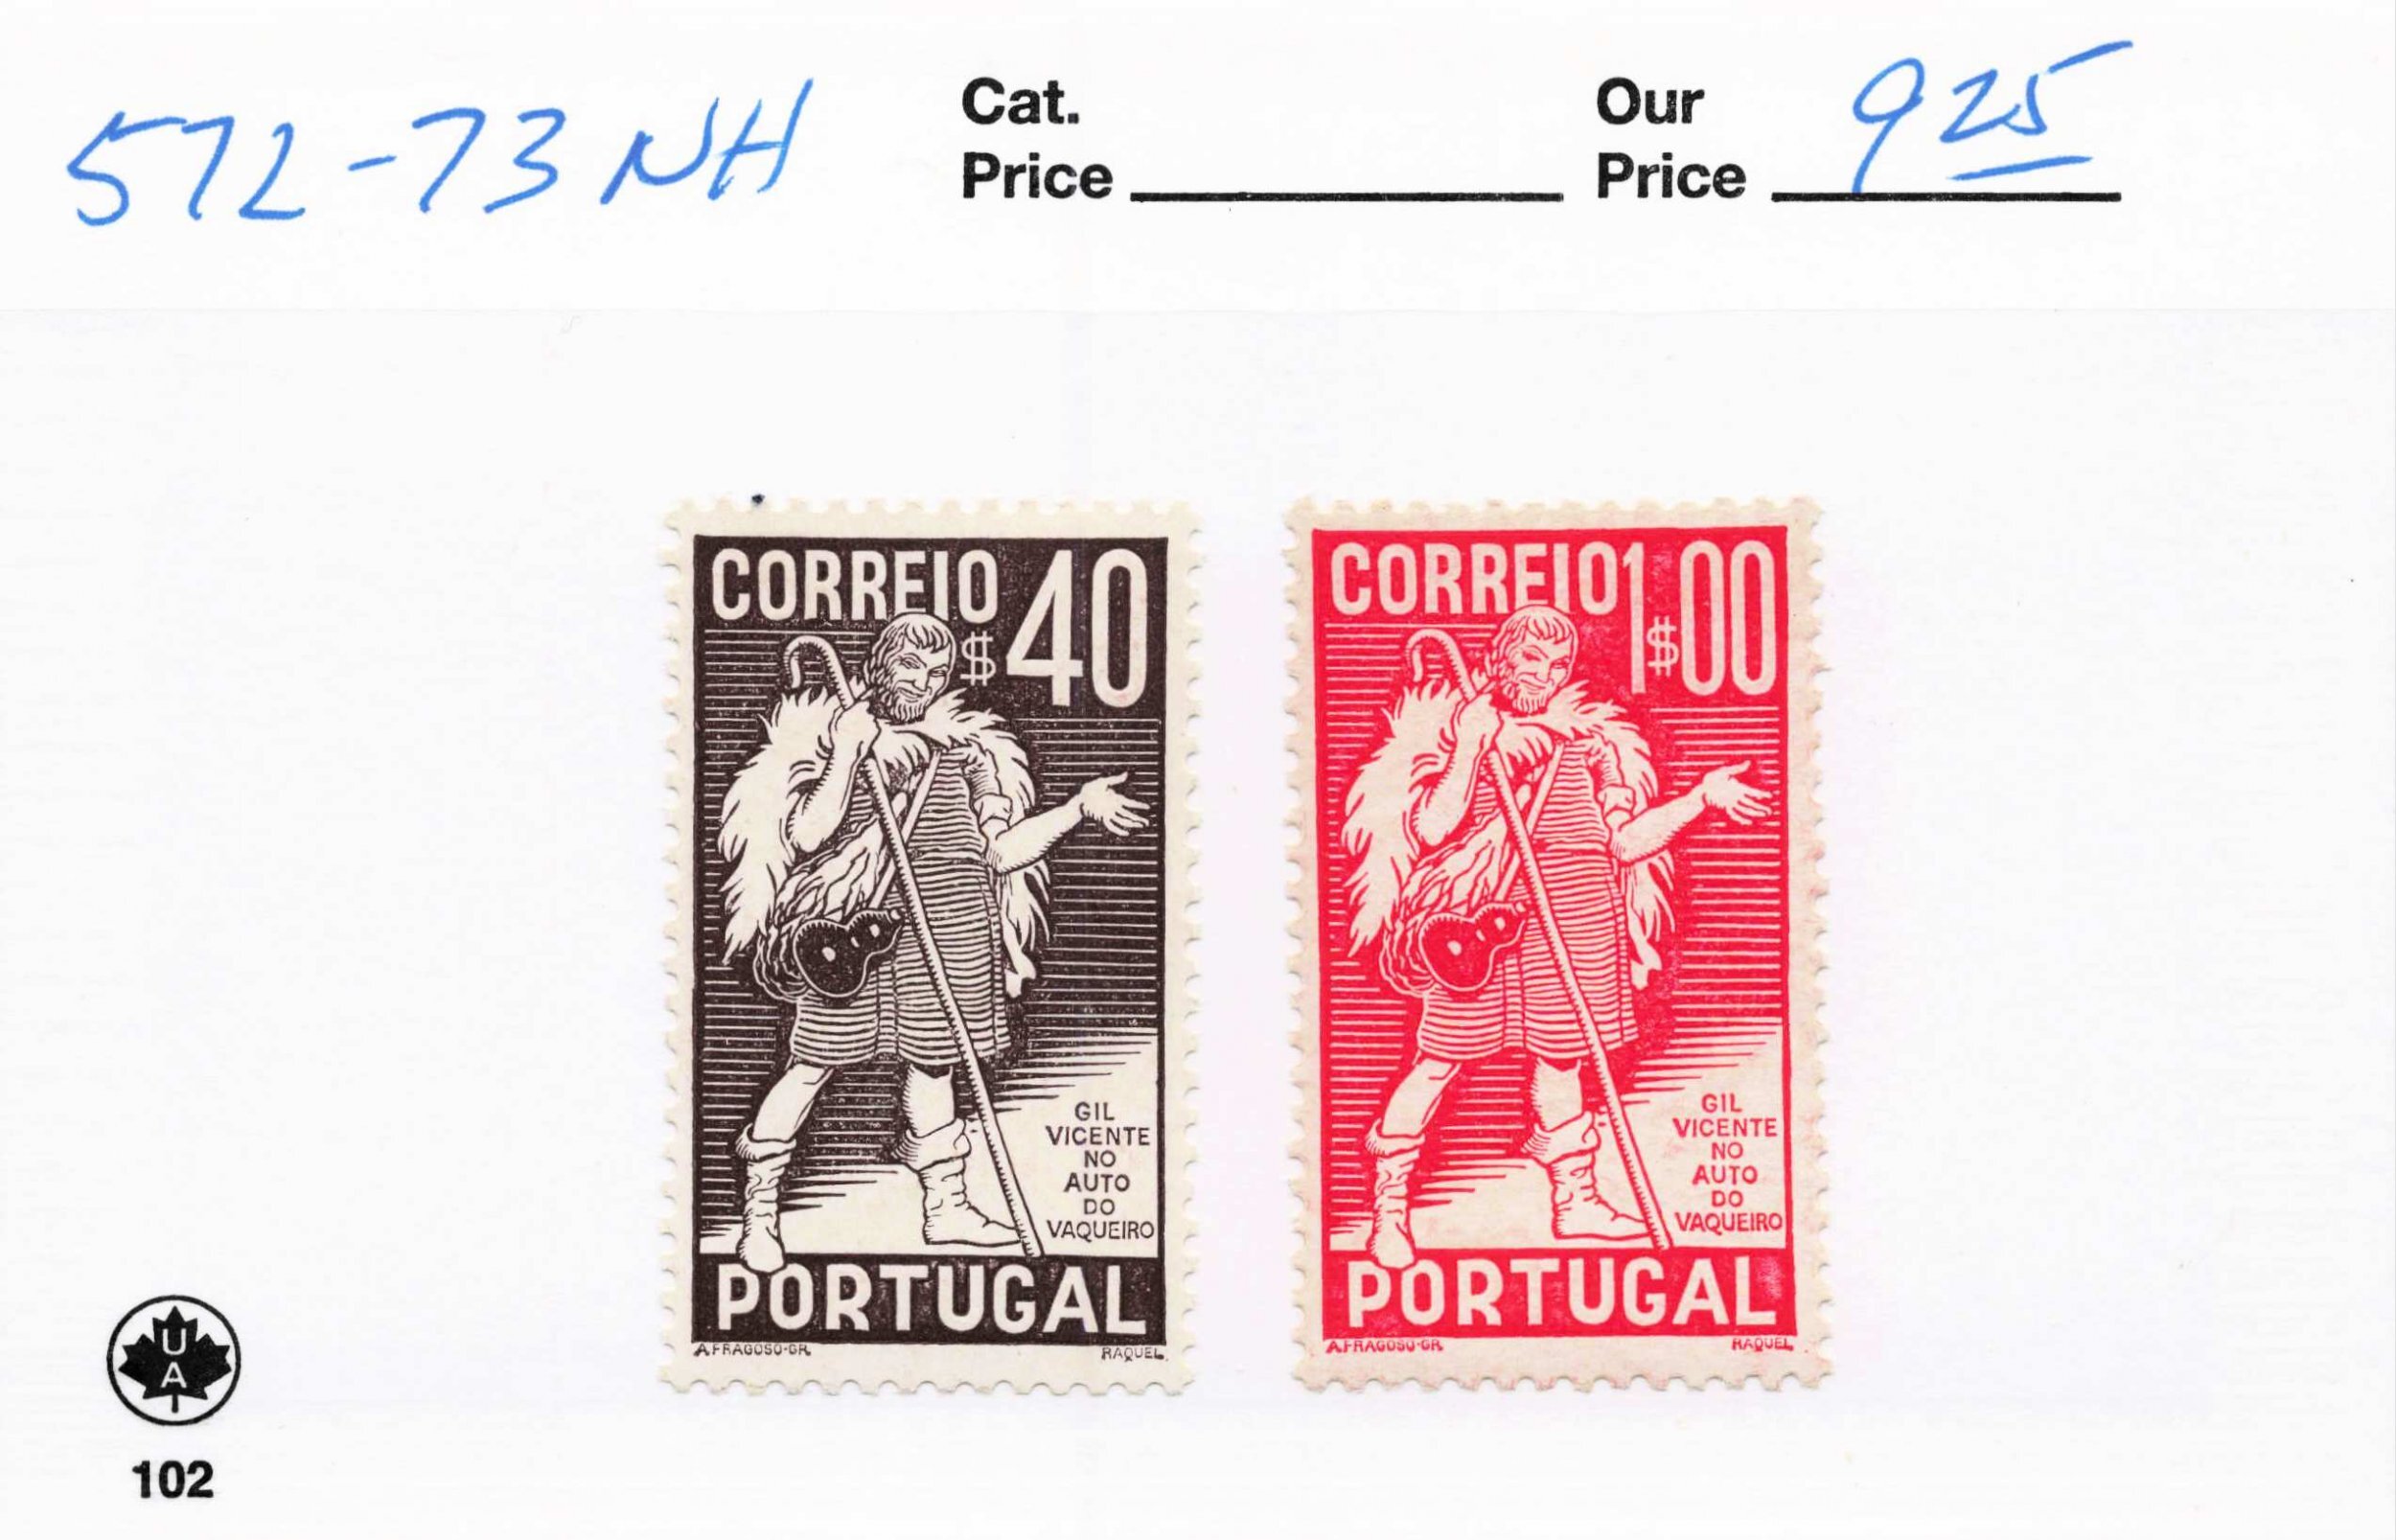 572-73 NH
Cat.
Price
Our
Price 925
CORREIO
$40
GIL
VICENTE
NO
AUTO
DO
VAQUEIRO
PORTUGAL
A.FRAGOSO-GR.
RAQUEL.
CORREIO
1$00
GIL
VICENTE
NO
AUTO
DO
VAQUEIRO
PORTUGAL
A.FRAGOSO-GR.
RAQUEL.
U
A
102